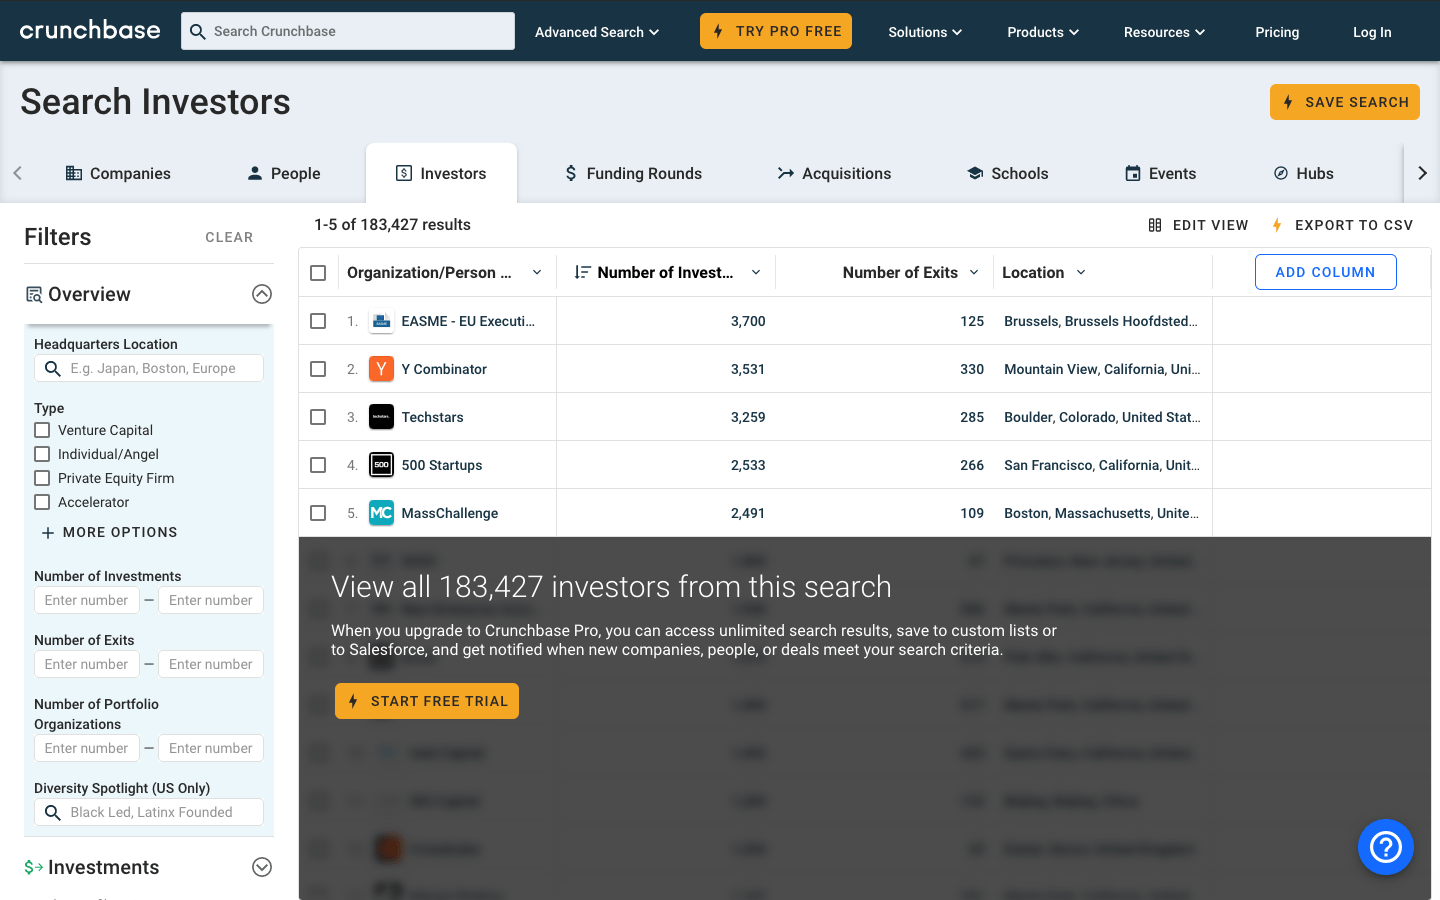 crunchbase
Search Crunchbase
Advanced Search
TRY PRO FREE
Solutions
Products
Resources
Pricing
Log In
Search Investors
SAVE SEARCH
Companies
People
Investors
Funding Rounds
Acquisitions
Schools
Events
Hubs
Filters
CLEAR
1-5 of 183,427 results
EDIT VIEW
EXPORT TO CSV
Overview
Headquarters Location
E.g. Japan, Boston, Europe
Type
Venture Capital
Individual/Angel
Private Equity Firm
Accelerator
+ MORE OPTIONS
Number of Investments
Enter number – Enter number
Number of Exits
Enter number – Enter number
Number of Portfolio
Organizations
Enter number – Enter number
Diversity Spotlight (US Only)
Black Led, Latinx Founded
Investments
Organization/Person ... Number of Invest... Number of Exits Location ADD COLUMN
1. EASME - EU Executi... 3,700 125 Brussels, Brussels Hoofdsted...
2. Y Combinator 3,531 330 Mountain View, California, Uni...
3. Techstars 3,259 285 Boulder, Colorado, United Stat...
4. 500 500 Startups 2,533 266 San Francisco, California, Unit...
5. MC MassChallenge 2,491 109 Boston, Massachusetts, Unite...
View all 183,427 investors from this search
When you upgrade to Crunchbase Pro, you can access unlimited search results, save to custom lists or
to Salesforce, and get notified when new companies, people, or deals meet your search criteria.
START FREE TRIAL